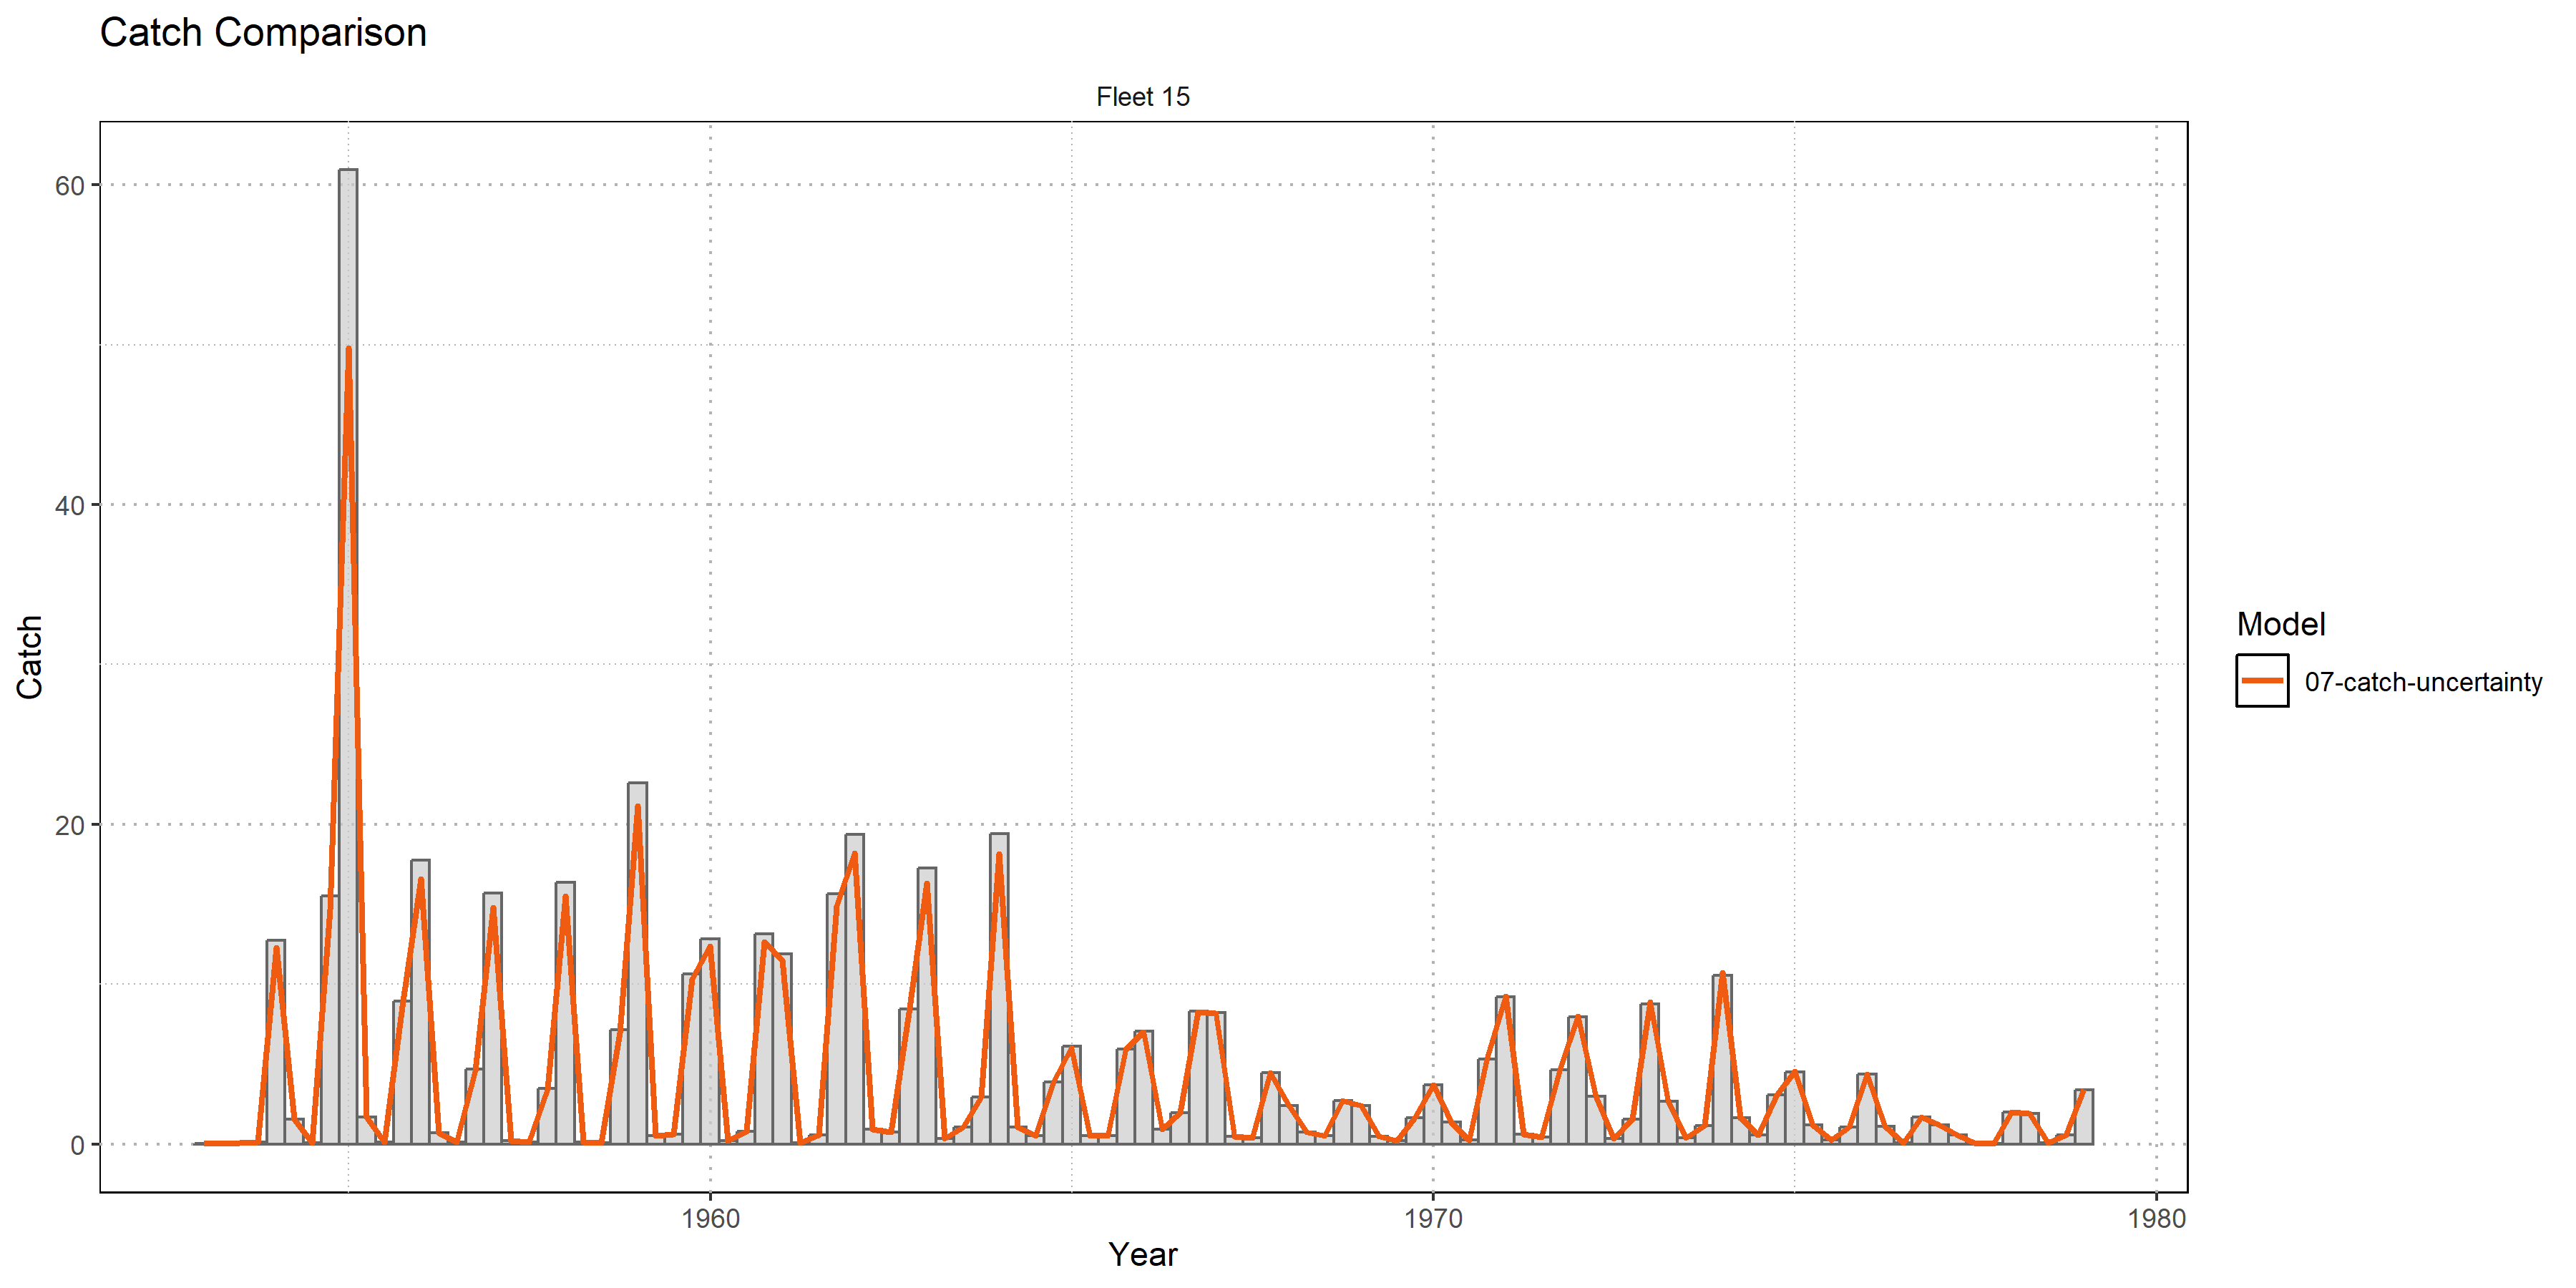 Catch Comparison
Fleet 15
60
40
20
0
Catch
1960
1970
1980
Year
Model
07-catch-uncertainty